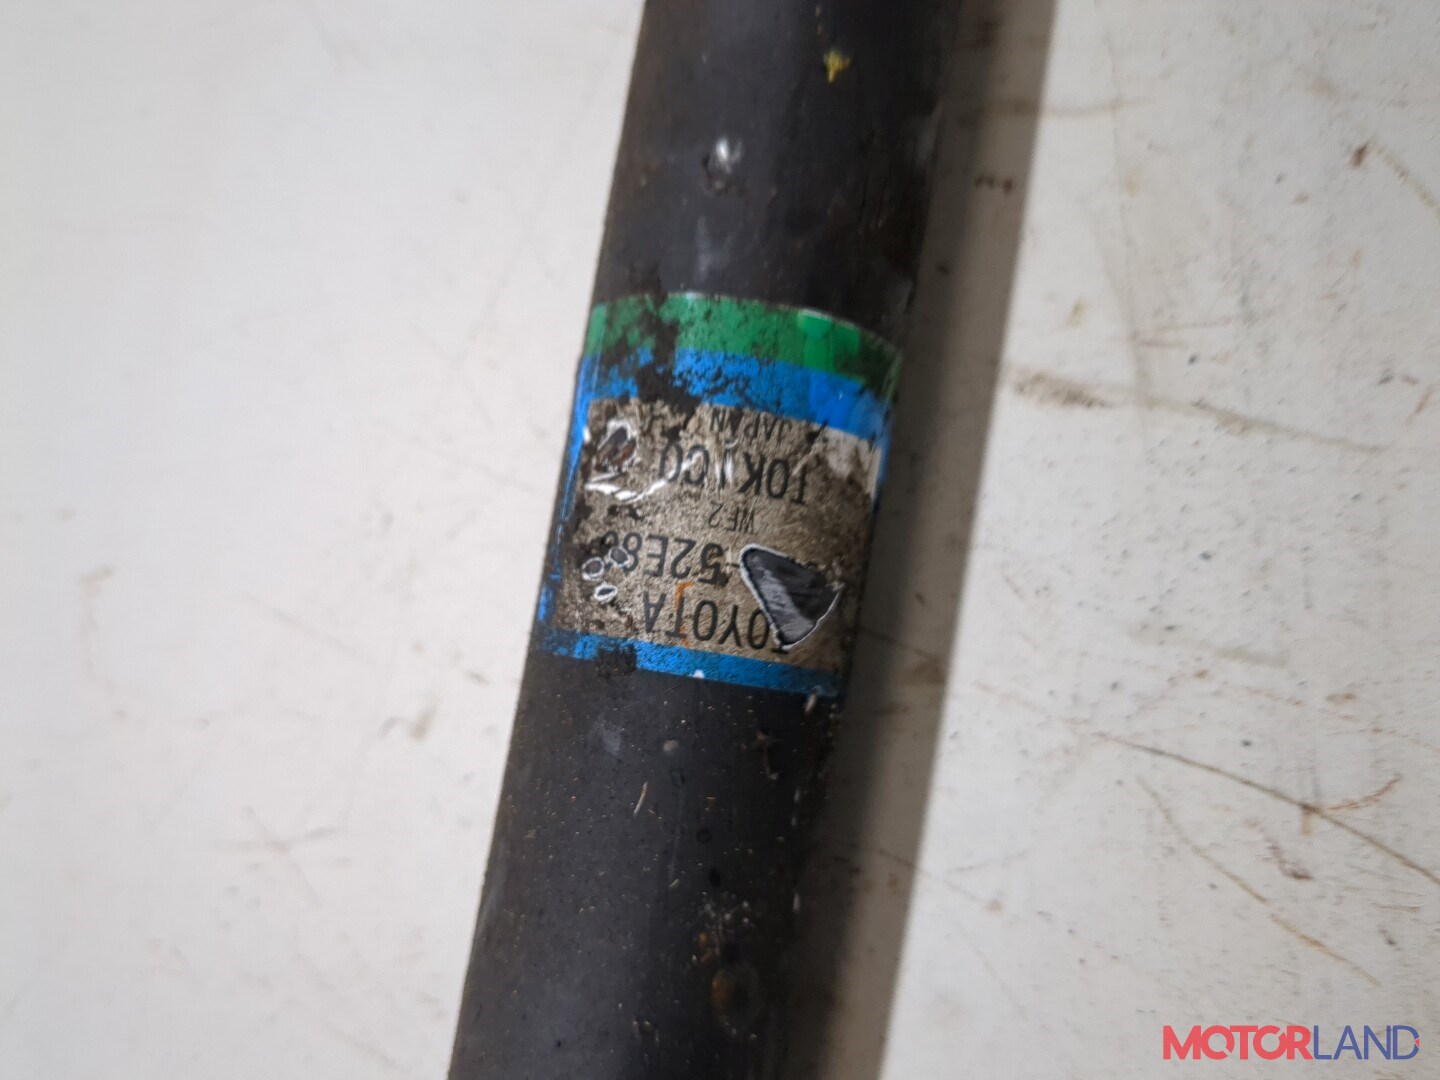 TOYOTA
52E8
WF2
TOKICO
JAPAN
MOTORLAND